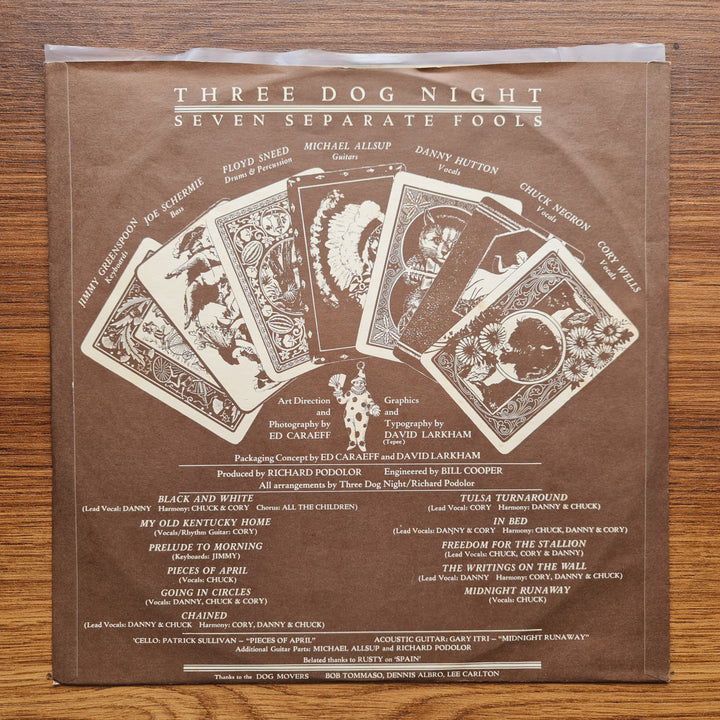 THREE DOG NIGHT
SEVEN SEPARATE FOOLS
JIMMY GREENSPOON
Keyboards
JOE SCHERMIE
Bass
FLOYD SNEED
Drums & Percussion
MICHAEL ALLSUP
Guitars
DANNY HUTTON
Vocals
CHUCK NEGRON
Vocals
CORY WELLS
Vocals
Art Direction
and
Photography by
ED CARAEFF
Graphics
and
Typography by
DAVID LARKHAM
(Tepee)
Packaging Concept by ED CARAEFF and DAVID LARKHAM
Produced by RICHARD PODOLOR Engineered by BILL COOPER
All arrangements by Three Dog Night/Richard Podolor
BLACK AND WHITE
(Lead Vocal: DANNY Harmony: CHUCK & CORY Chorus: ALL THE CHILDREN)
MY OLD KENTUCKY HOME
(Vocals/Rhythm Guitar: CORY)
PRELUDE TO MORNING
(Keyboards: JIMMY)
PIECES OF APRIL
(Vocals: CHUCK)
GOING IN CIRCLES
(Vocals: DANNY, CHUCK & CORY)
CHAINED
(Lead Vocals: DANNY & CHUCK Harmony: CORY, DANNY & CHUCK)
TULSA TURNAROUND
(Lead Vocal: CORY Harmony: DANNY & CHUCK)
IN BED
(Lead Vocals: DANNY & CORY Harmony: CHUCK, DANNY & CORY)
FREEDOM FOR THE STALLION
(Lead Vocals: CHUCK, CORY & DANNY)
THE WRITINGS ON THE WALL
(Lead Vocal: DANNY Harmony: CORY, DANNY & CHUCK)
MIDNIGHT RUNAWAY
(Vocals: CHUCK)
'CELLO: PATRICK SULLIVAN – "PIECES OF APRIL" ACOUSTIC GUITAR: GARY ITRI – "MIDNIGHT RUNAWAY"
Additional Guitar Parts: MICHAEL ALLSUP and RICHARD PODOLOR
Belated thanks to RUSTY on 'SPAIN'
Thanks to the DOG MOVERS BOB TOMMASO, DENNIS ALBRO, LEE CARLTON